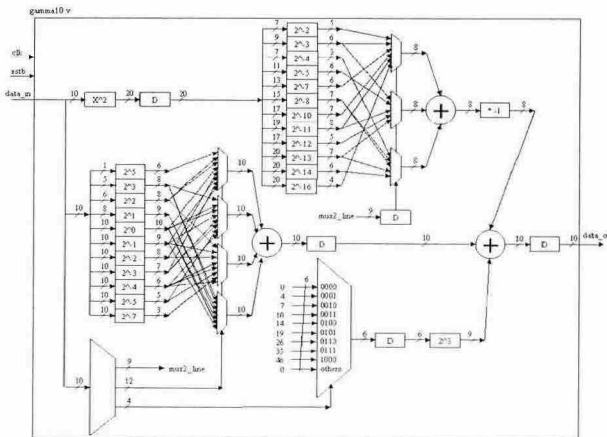 gamma10.v
clk
rstb
data_in
10
X^2
20
D
20
7 2^-2 5
9 2^-3 6
7 2^-4 3
11 2^-5 6
13 2^-7 6
15 2^-8 7
17 2^-10 7
19 2^-11 8
17 2^-12 5
20 2^-13 7
20 2^-14 6
20 2^-16 4
8
8
8
+
8
* -1
8
mux2_line
9
D
10
1 2^5 6
5 2^3 8
6 2^2 8
8 2^1 9
10 2^0
10 2^-1
10 2^-2
10 2^-3
10 2^-4 6
10 2^-5 5
10 2^-7 3
10
10
10
10
+
10
D
10
+
10
D
10
data_o
0 6 0000
4 0001
7 0010
10 0011
14 0100
19 0101
26 0110
35 0111
46 1000
0 others
6
D
6
2^3
9
10
9
mux2_line
12
4